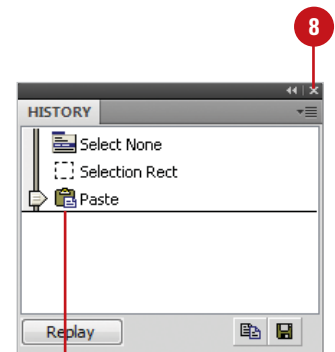 8
HISTORY
Select None
Selection Rect
Paste
Replay